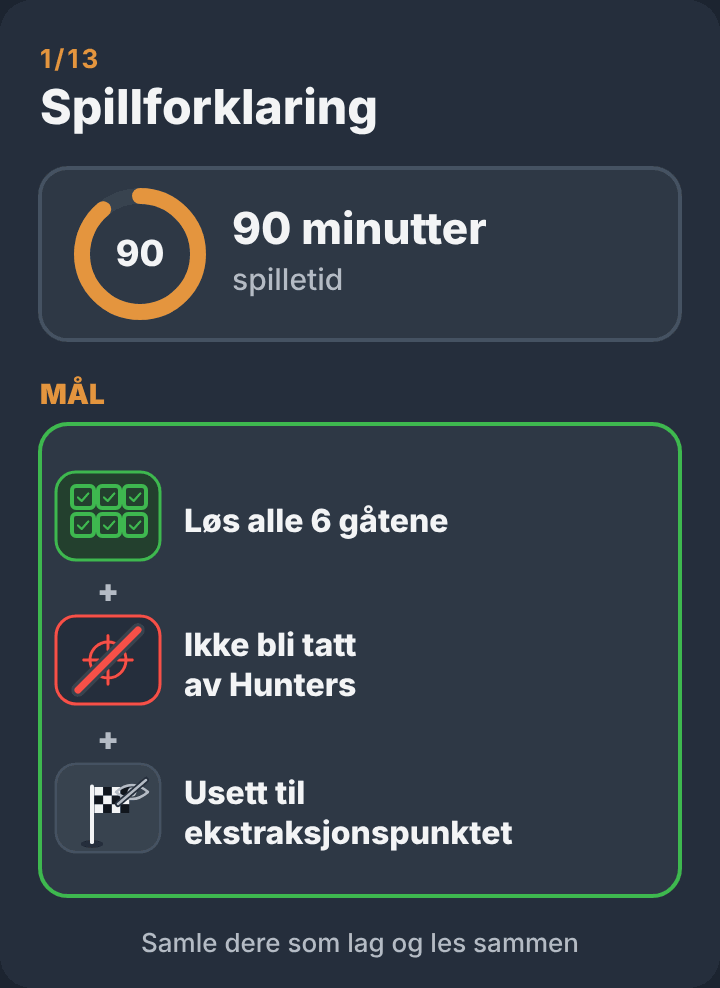 1/13
Spillforklaring
90
90 minutter
spilletid
MÅL
Løs alle 6 gåtene
+
Ikke bli tatt
av Hunters
+
Usett til
ekstraksjonspunktet
Samle dere som lag og les sammen